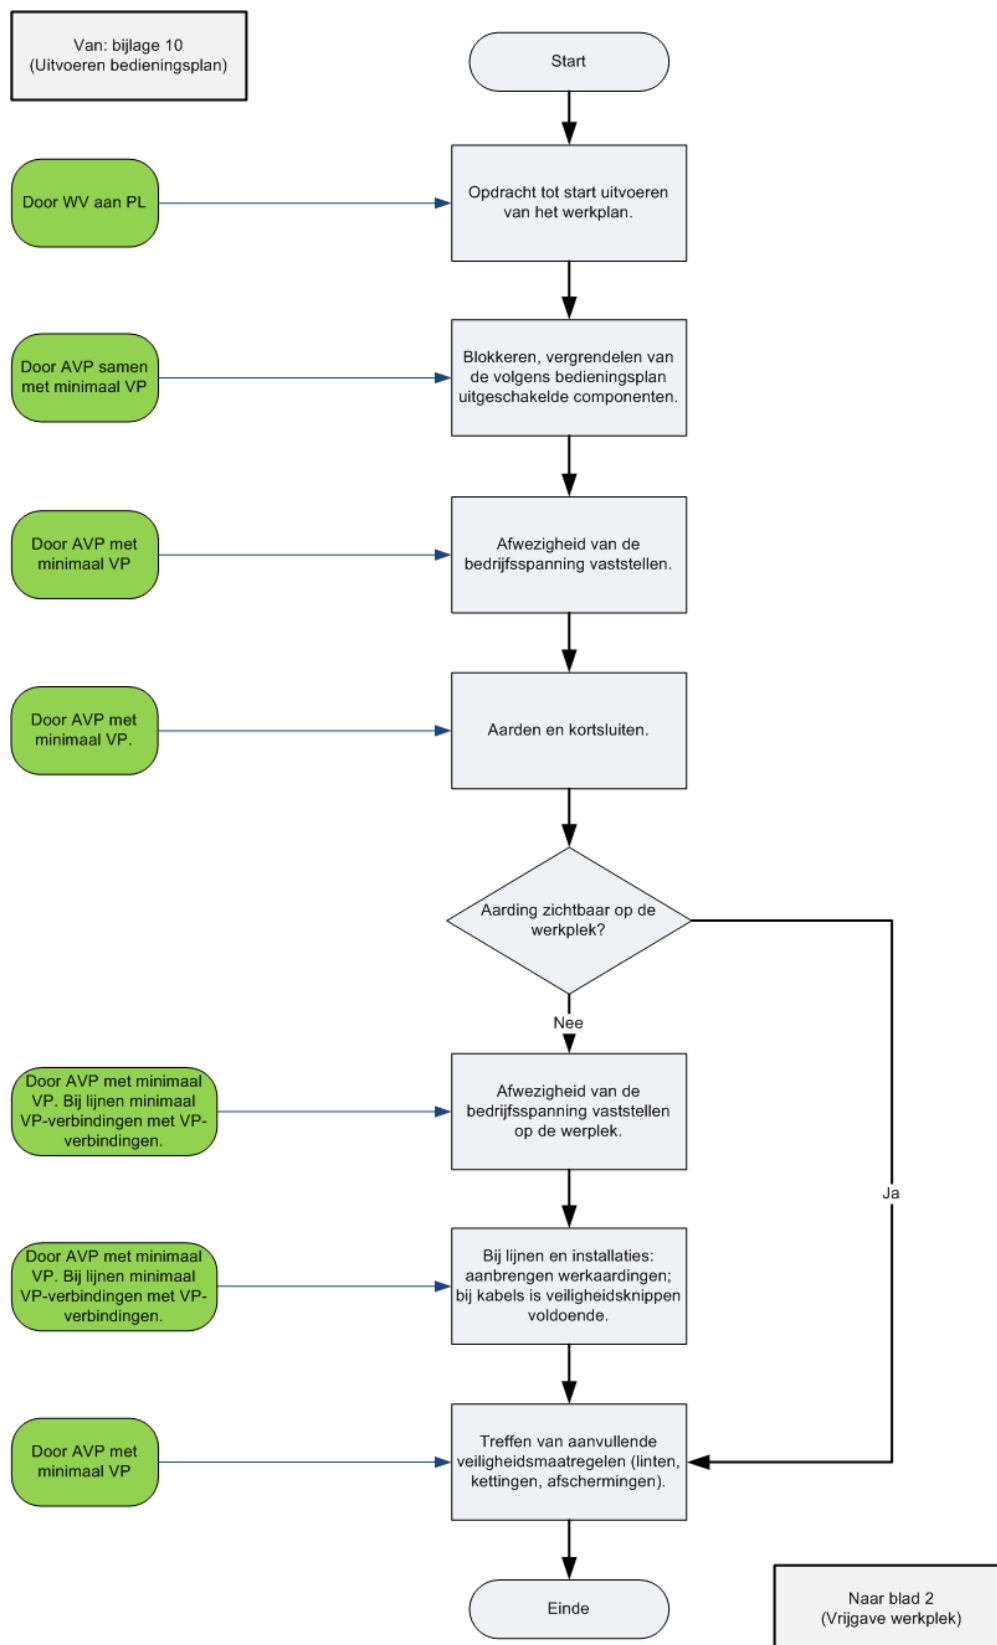 Van: bijlage 10
(Uitvoeren bedieningsplan)
Start
Door WV aan PL
Opdracht tot start uitvoeren
van het werkplan.
Door AVP samen
met minimaal VP
Blokkeren, vergrendelen van
de volgens bedieningsplan
uitgeschakelde componenten.
Door AVP met
minimaal VP
Afwezigheid van de
bedrijfsspanning vaststellen.
Door AVP met
minimaal VP.
Aarden en kortsluiten.
Aarding zichtbaar op de
werkplek?
Nee
Ja
Door AVP met minimaal
VP. Bij lijnen minimaal
VP-verbindingen met VP-
verbindingen.
Afwezigheid van de
bedrijfsspanning vaststellen
op de werplek.
Door AVP met minimaal
VP. Bij lijnen minimaal
VP-verbindingen met VP-
verbindingen.
Bij lijnen en installaties:
aanbrengen werkaardingen;
bij kabels is veiligheidsknippen
voldoende.
Door AVP met
minimaal VP
Treffen van aanvullende
veiligheidsmaatregelen (linten,
kettingen, afschermingen).
Einde
Naar blad 2
(Vrijgave werkplek)